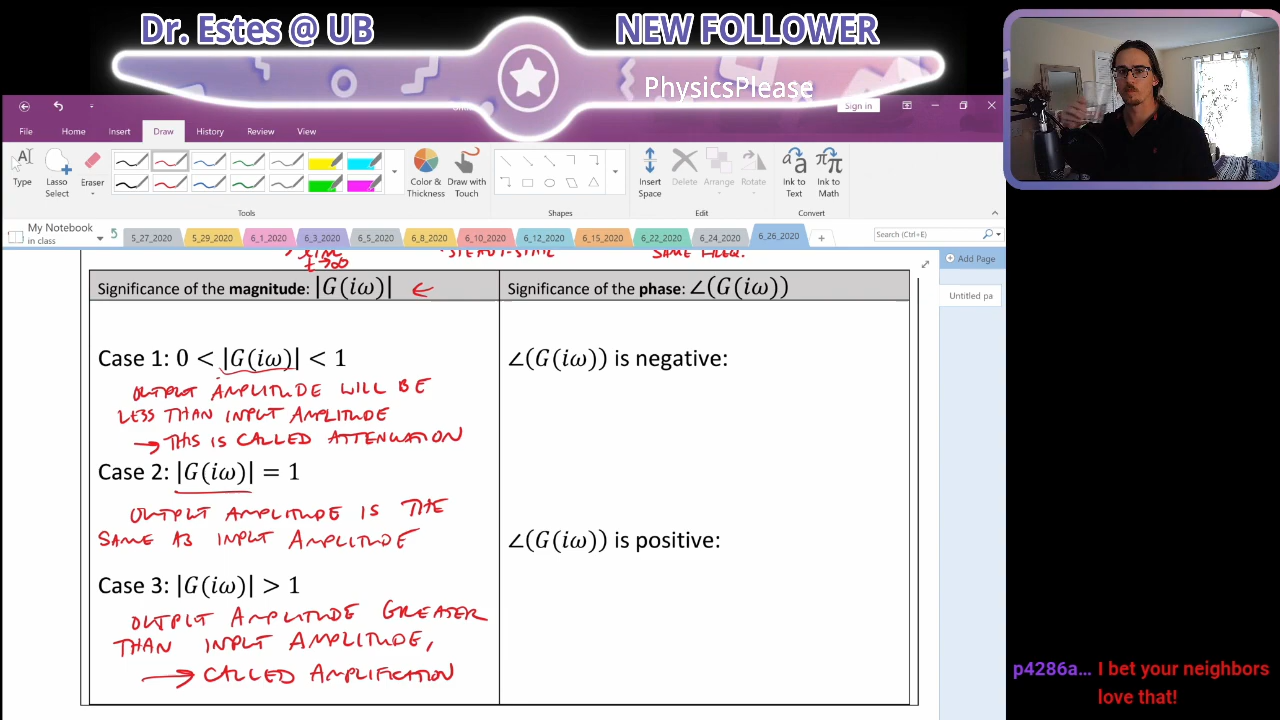 Dr. Estes @ UB
NEW FOLLOWER
PhysicsPlease
Sign in
File Home Insert Draw History Review View
Type
Lasso Select
Eraser
Color & Thickness
Draw with Touch
Insert Space
Delete
Arrange
Rotate
Ink to Text
Ink to Math
Tools
Shapes
Edit
Convert
My Notebook
in class
5
5_27_2020 5_29_2020 6_1_2020 6_3_2020 6_5_2020 6_8_2020 6_10_2020 6_12_2020 6_15_2020 6_22_2020 6_24_2020 6_26_2020
Search (Ctrl+E)
Add Page
Untitled pa
t→∞ STEADY-STATE SAME FREQ.
Significance of the magnitude: |G(iω)| ←
Case 1: 0 < |G(iω)| < 1
OUTPUT AMPLITUDE WILL BE
LESS THAN INPUT AMPLITUDE
→ THIS IS CALLED ATTENUATION
Case 2: |G(iω)| = 1
OUTPUT AMPLITUDE IS THE
SAME AS INPUT AMPLITUDE
Case 3: |G(iω)| > 1
OUTPUT AMPLITUDE GREATER
THAN INPUT AMPLITUDE,
→ CALLED AMPLIFICATION
Significance of the phase: ∠(G(iω))
∠(G(iω)) is negative:
∠(G(iω)) is positive:
p4286a... I bet your neighbors
love that!